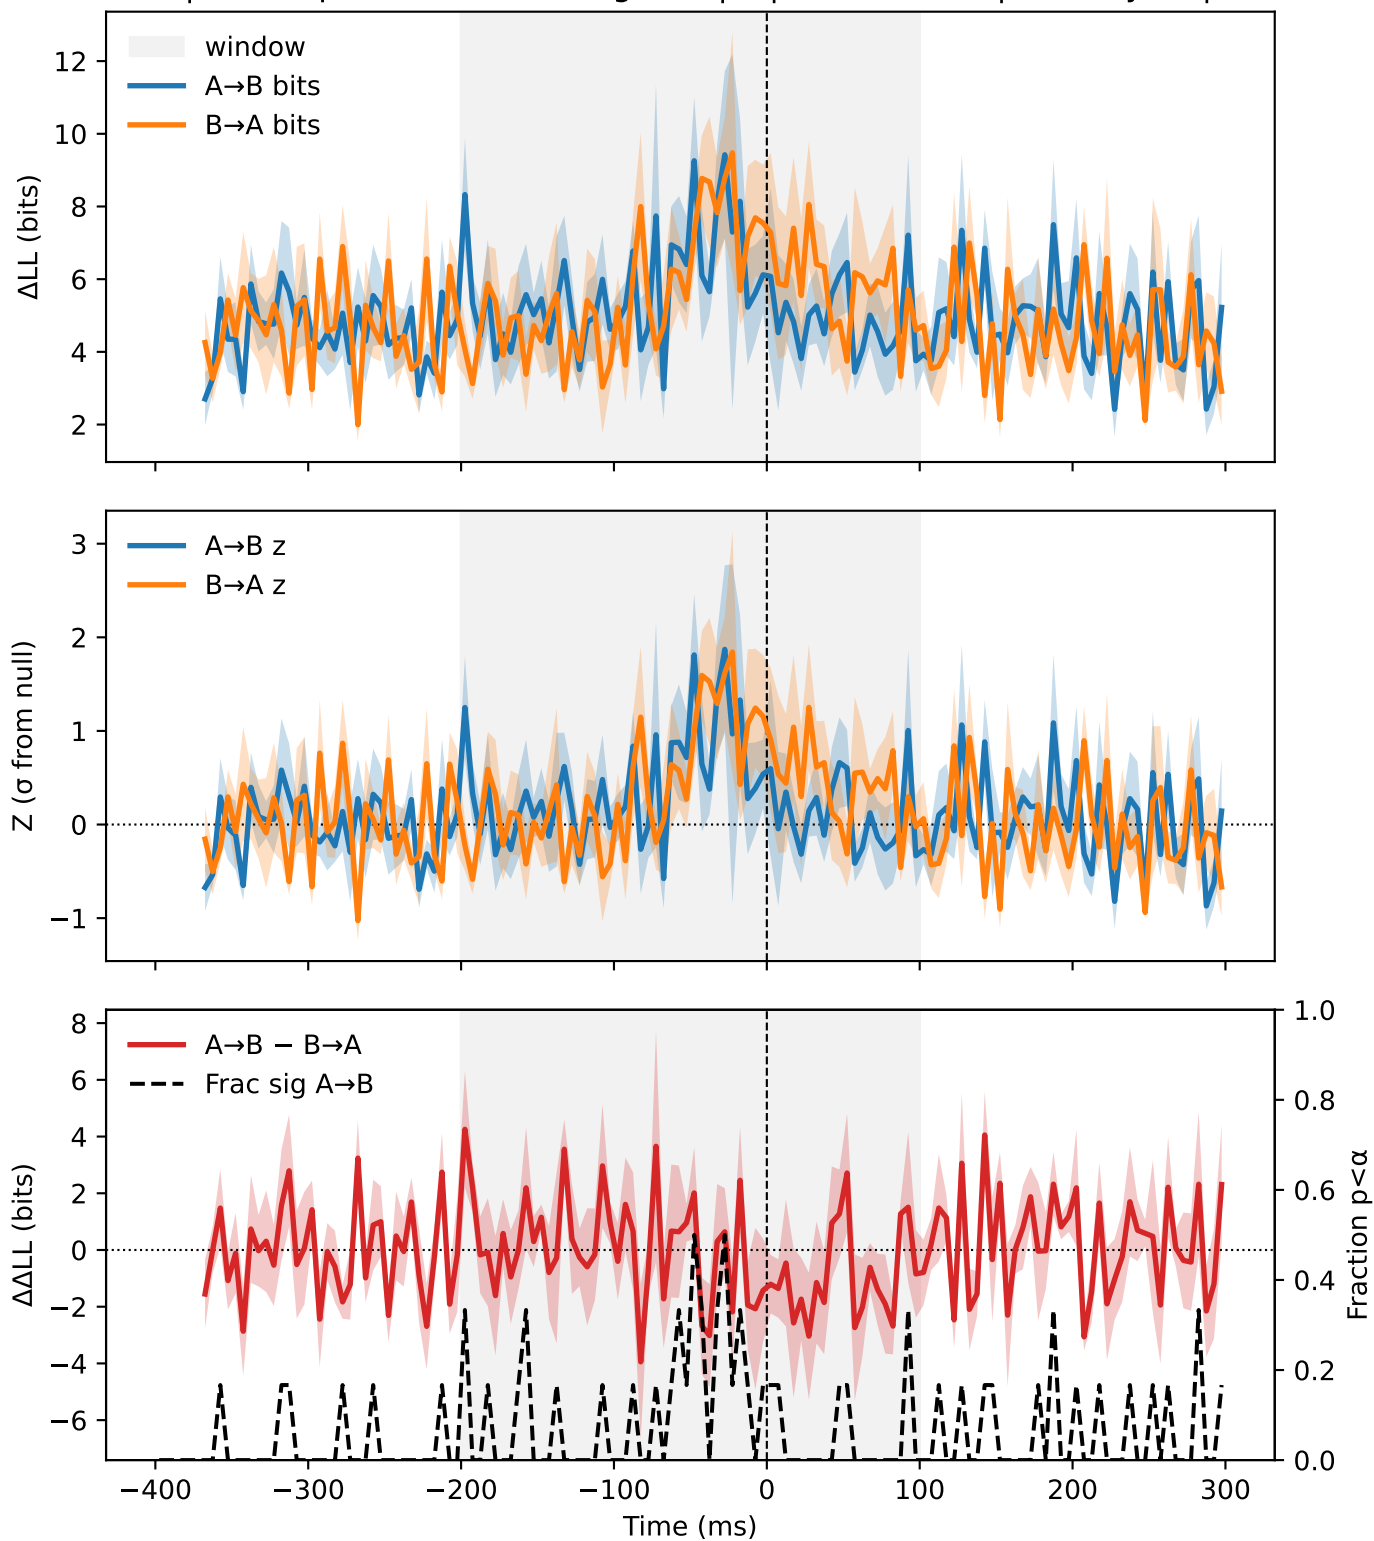 window
A→B bits
B→A bits
ΔLL (bits)
12
10
8
6
4
2
A→B z
B→A z
Z (σ from null)
3
2
1
0
−1
A→B − B→A
Frac sig A→B
ΔΔLL (bits)
8
6
4
2
0
−2
−4
−6
1.0
0.8
0.6
0.4
0.2
0.0
Fraction p<α
−400
−300
−200
−100
0
100
200
300
Time (ms)